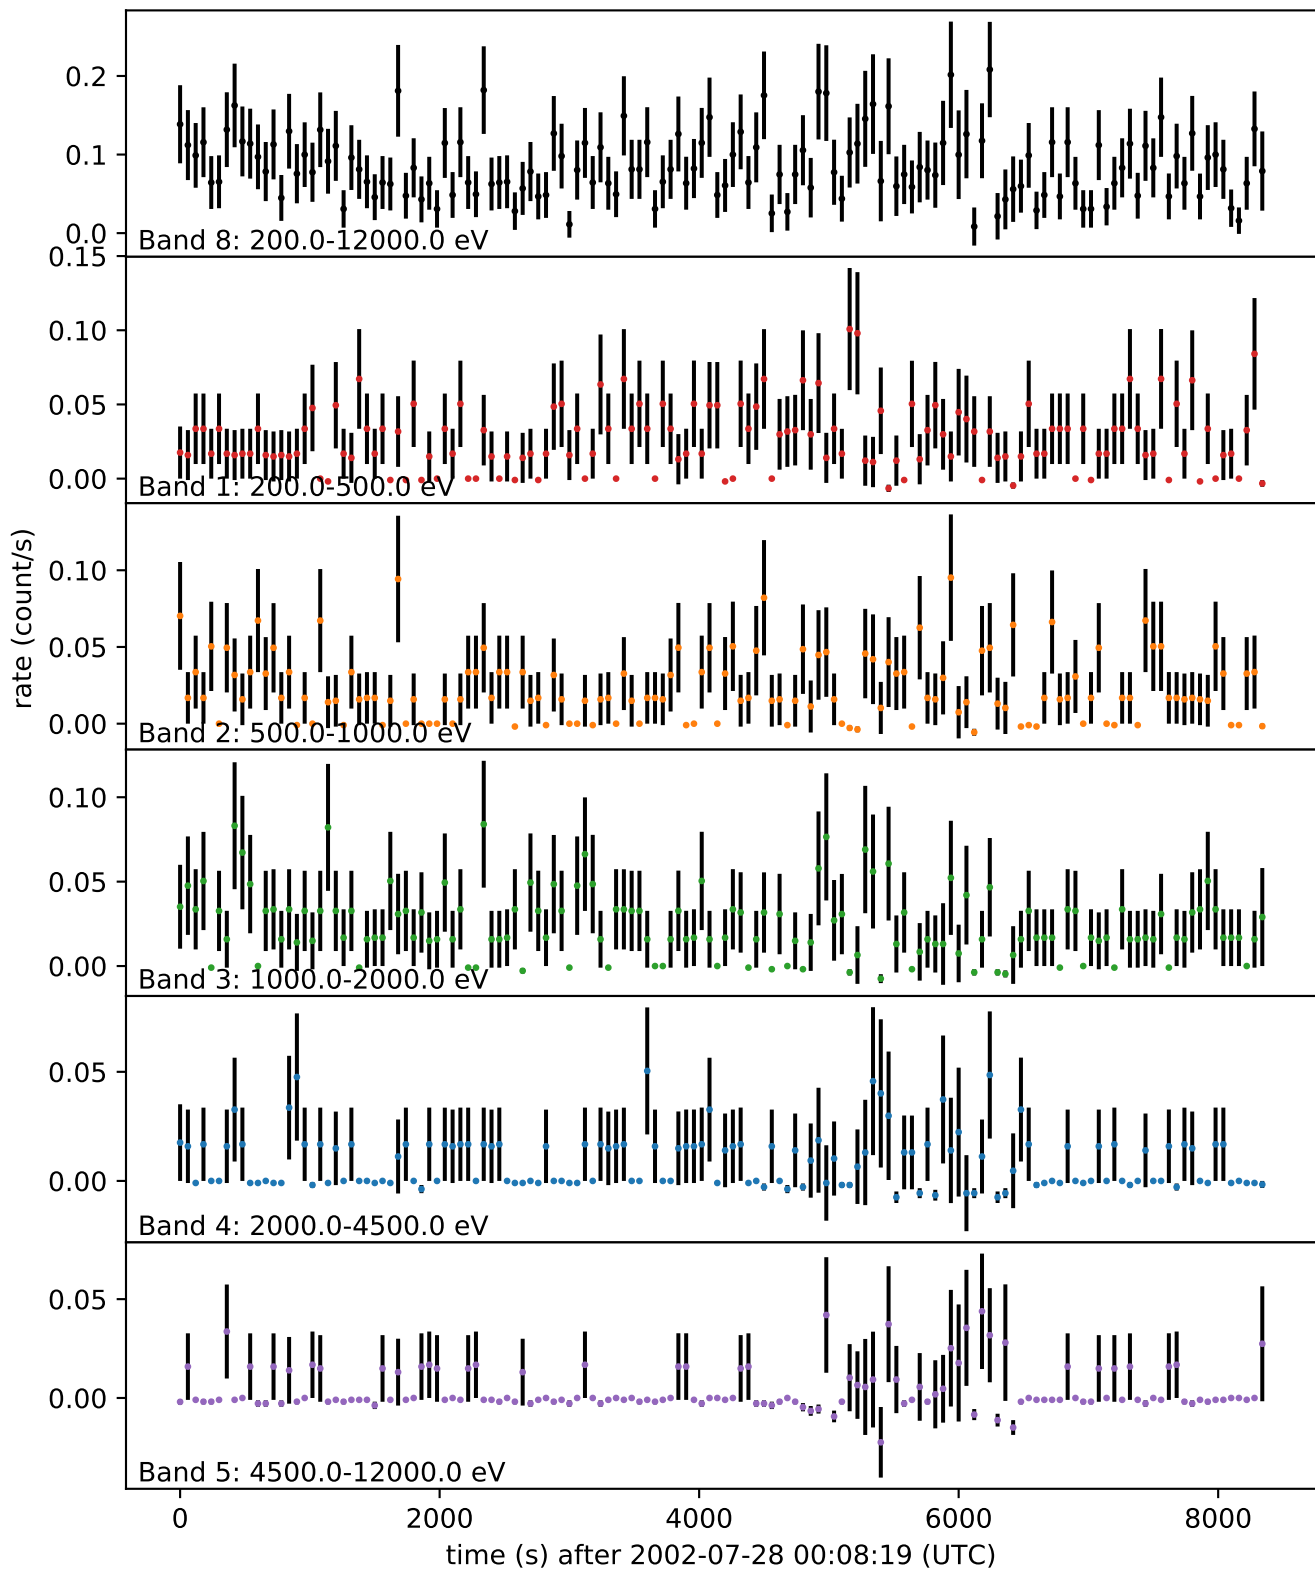 0.2
0.1
0.0
Band 8: 200.0-12000.0 eV
0.15
0.10
0.05
0.00
Band 1: 200.0-500.0 eV
rate (count/s)
0.10
0.05
0.00
Band 2: 500.0-1000.0 eV
0.10
0.05
0.00
Band 3: 1000.0-2000.0 eV
0.05
0.00
Band 4: 2000.0-4500.0 eV
0.05
0.00
Band 5: 4500.0-12000.0 eV
0 2000 4000 6000 8000
time (s) after 2002-07-28 00:08:19 (UTC)